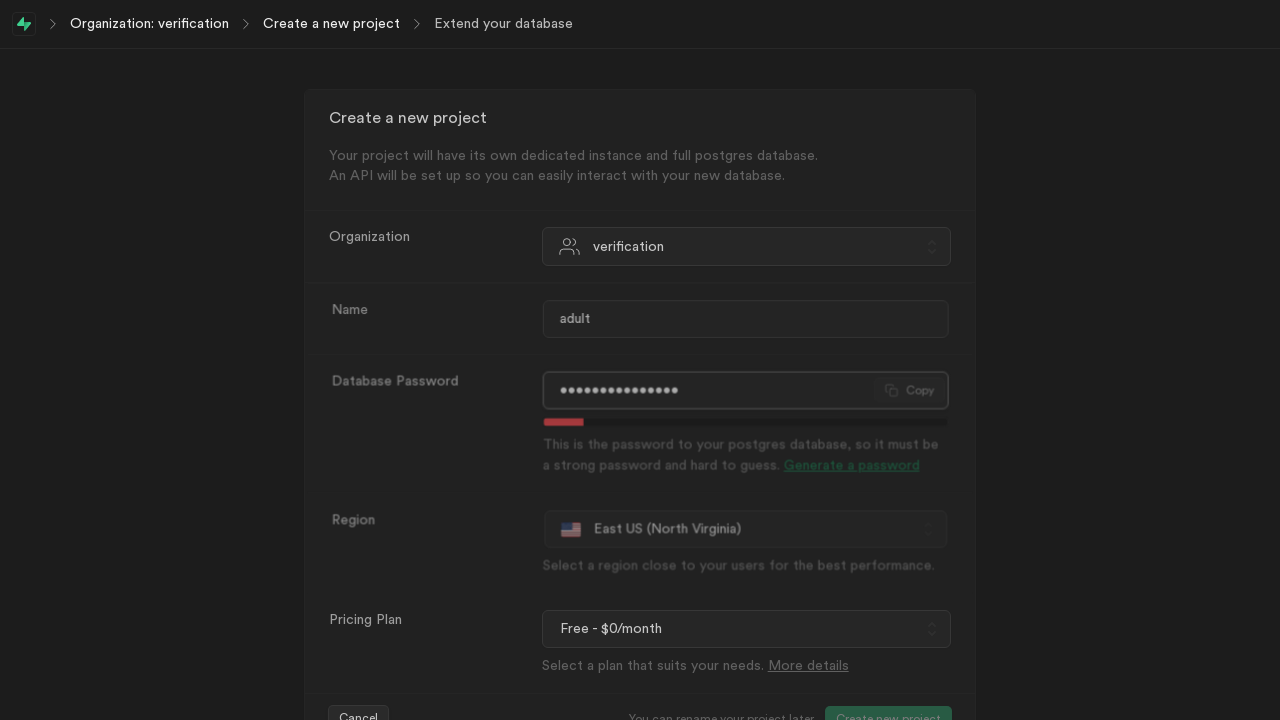 Organization: verification Create a new project Extend your database
Create a new project
Your project will have its own dedicated instance and full postgres database.
An API will be set up so you can easily interact with your new database.
Organization
verification
Name
adult
Database Password
•••••••••••••••
Copy
This is the password to your postgres database, so it must be
a strong password and hard to guess. Generate a password
Region
East US (North Virginia)
Select a region close to your users for the best performance.
Pricing Plan
Free - $0/month
Select a plan that suits your needs. More details
Cancel
You can rename your project later
Create new project